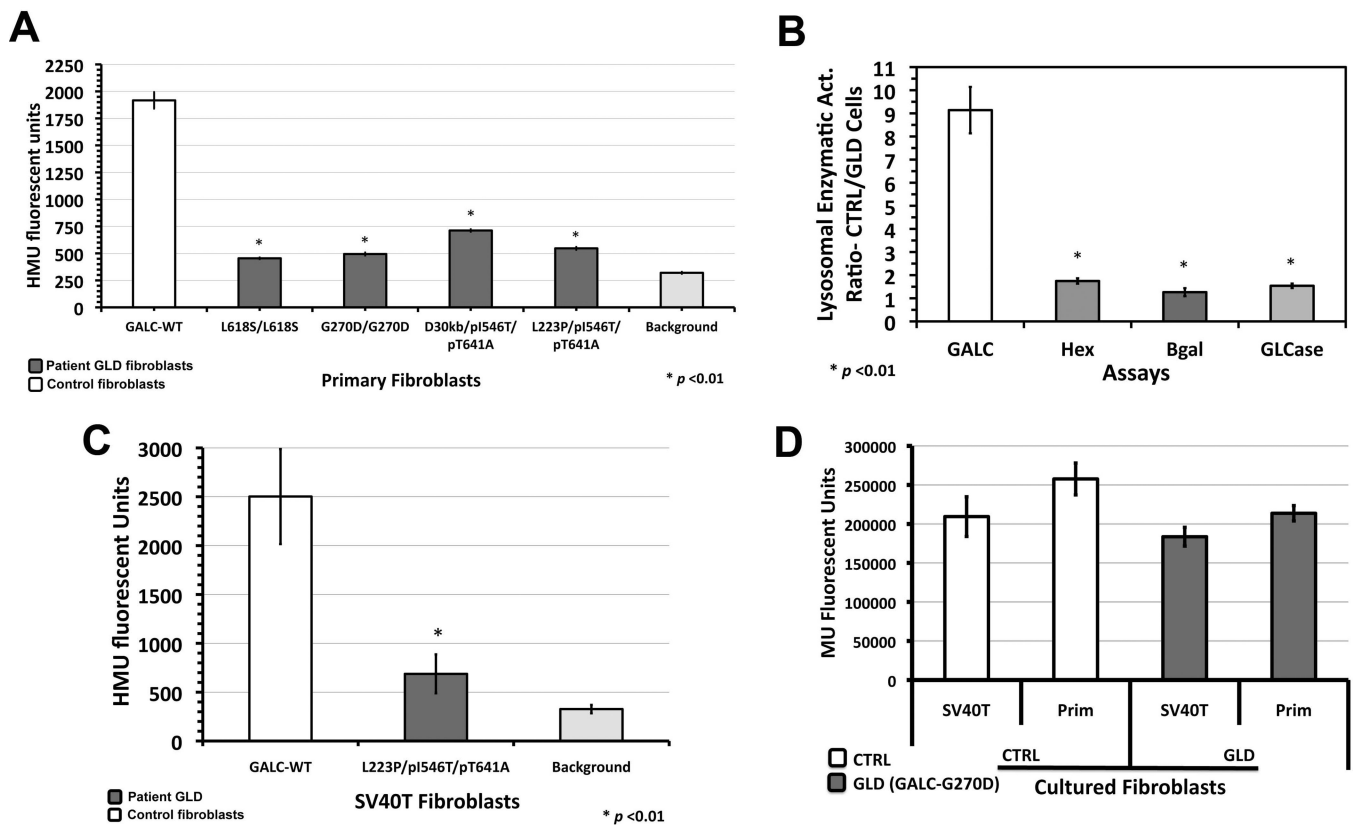 A
HMU fluorescent units
2250
2000
1750
1500
1250
1000
750
500
250
0
*
*
*
*
GALC-WT
L618S/L618S
G270D/G270D
D30kb/pI546T/
pT641A
L223P/pI546T/
pT641A
Background
Patient GLD fibroblasts
Control fibroblasts
Primary Fibroblasts
* p <0.01
B
Lysosomal Enzymatic Act.
Ratio- CTRL/GLD Cells
11
10
9
8
7
6
5
4
3
2
1
0
*
*
*
GALC
Hex
Bgal
GLCase
* p <0.01
Assays
C
HMU fluorescent Units
3000
2500
2000
1500
1000
500
0
*
GALC-WT
L223P/pI546T/pT641A
Background
Patient GLD
Control fibroblasts
SV40T Fibroblasts
* p <0.01
D
MU Fluorescent Units
300000
250000
200000
150000
100000
50000
0
SV40T
Prim
SV40T
Prim
CTRL
GLD
CTRL
GLD (GALC-G270D)
Cultured Fibroblasts